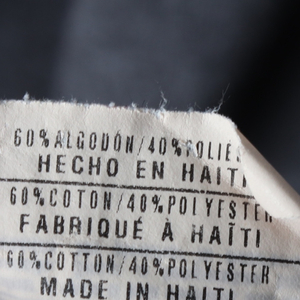 60% ALGODÓN/40% POLIÉS
HECHO EN HAITI
60% COTON/40% POLYESTER
FABRIQUÉ À HAÏTI
60% COTTON/40% POLYESTER
MADE IN HAITI